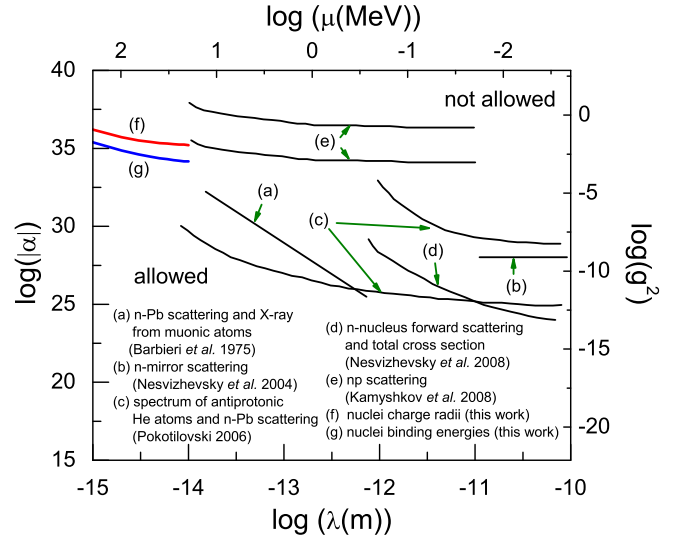 log (μ(MeV))
2 1 0 -1 -2
40
35
30
25
20
15
log(|α|)
not allowed
allowed
(f)
(g)
(e)
(a)
(c)
(d)
(b)
0
-5
-10
-15
-20
log(g²)
(a) n-Pb scattering and X-ray
from muonic atoms
(Barbieri et al. 1975)
(b) n-mirror scattering
(Nesvizhevsky et al. 2004)
(c) spectrum of antiprotonic
He atoms and n-Pb scattering
(Pokotilovski 2006)
(d) n-nucleus forward scattering
and total cross section
(Nesvizhevsky et al. 2008)
(e) np scattering
(Kamyshkov et al. 2008)
(f) nuclei charge radii (this work)
(g) nuclei binding energies (this work)
-15 -14 -13 -12 -11 -10
log (λ(m))